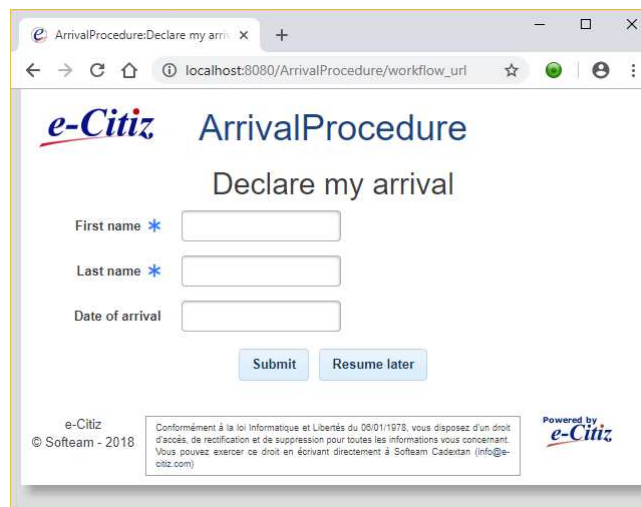 ArrivalProcedure:Declare my arriv
localhost:8080/ArrivalProcedure/workflow_url
e-Citiz ArrivalProcedure
Declare my arrival
First name *
Last name *
Date of arrival
Submit Resume later
e-Citiz
© Softeam - 2018
Conformément à la loi Informatique et Libertés du 06/01/1978, vous disposez d'un droit
d'accés, de rectification et de suppression pour toutes les informations vous concernant.
Vous pouvez exercer ce droit en écrivant directement à Softeam Cadextan (info@e-
citiz.com)
Powered by
e-Citiz